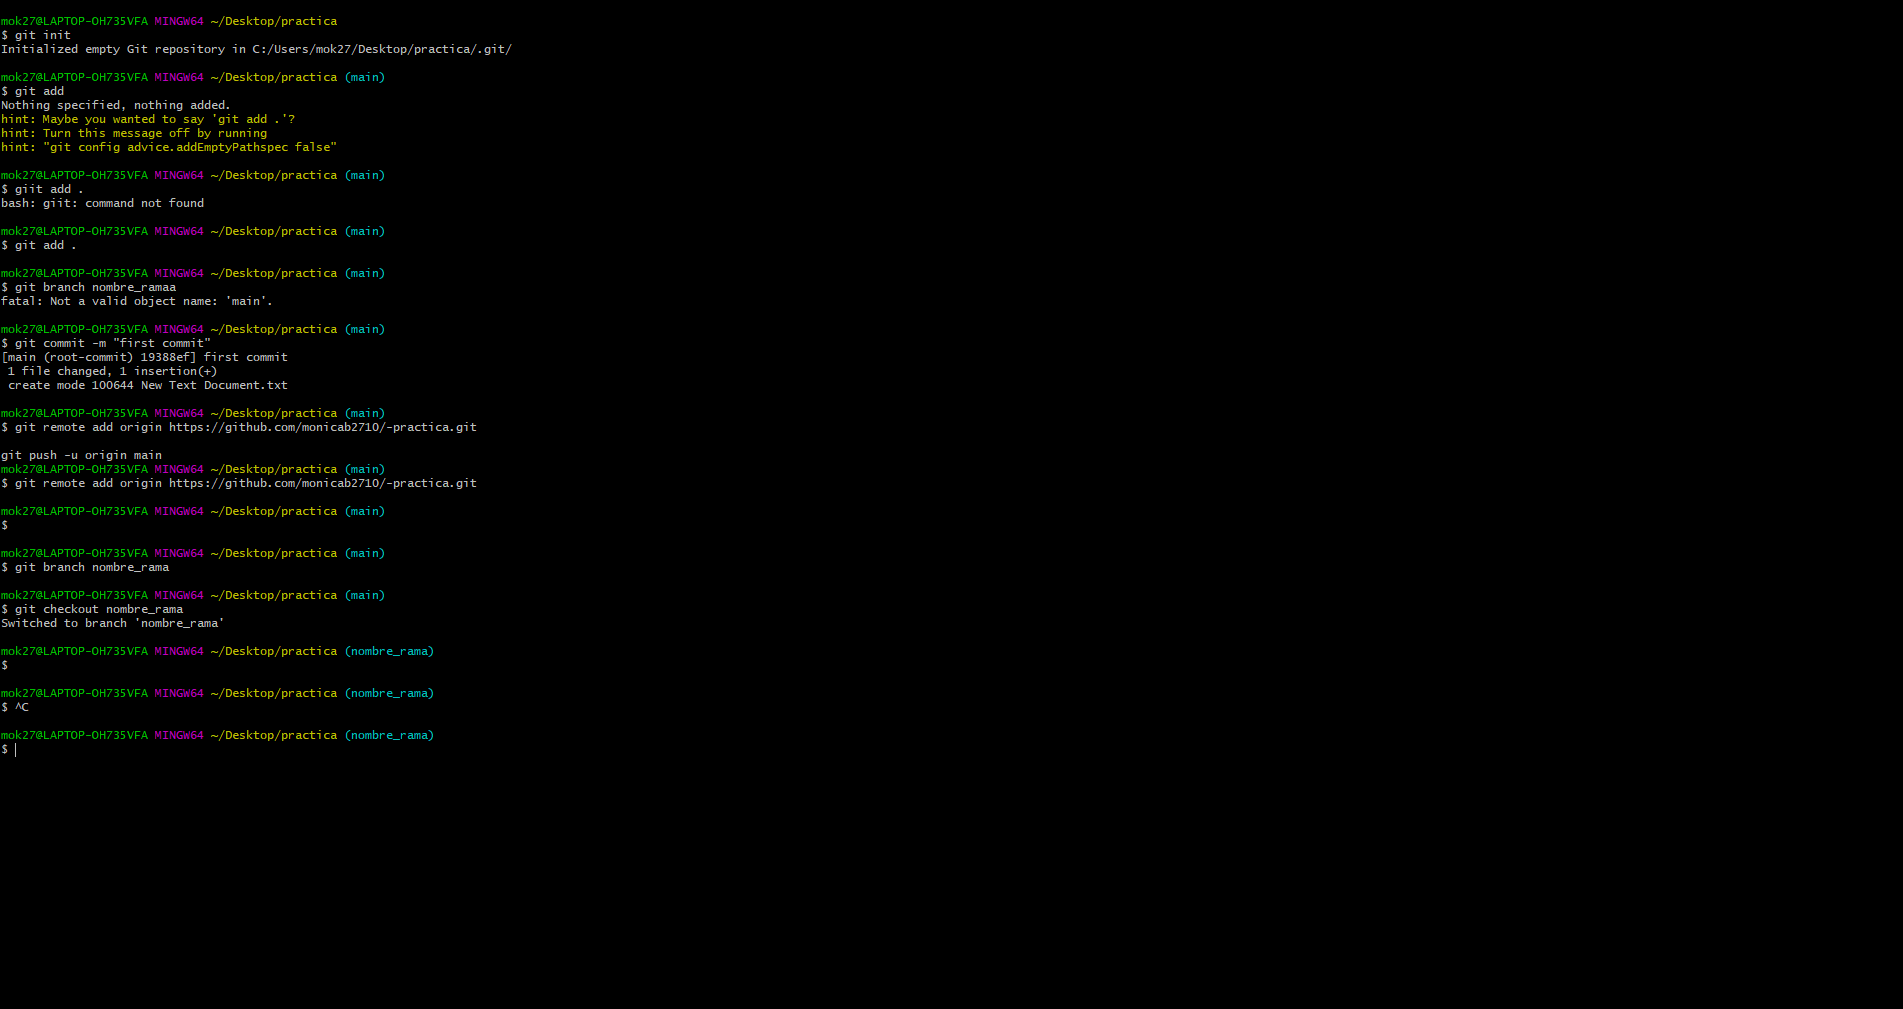 mok27@LAPTOP-OH735VFA MINGW64 ~/Desktop/practica
$ git init
Initialized empty Git repository in C:/Users/mok27/Desktop/practica/.git/
mok27@LAPTOP-OH735VFA MINGW64 ~/Desktop/practica (main)
$ git add
Nothing specified, nothing added.
hint: Maybe you wanted to say 'git add .'?
hint: Turn this message off by running
hint: "git config advice.addEmptyPathspec false"
mok27@LAPTOP-OH735VFA MINGW64 ~/Desktop/practica (main)
$ giit add .
bash: giit: command not found
mok27@LAPTOP-OH735VFA MINGW64 ~/Desktop/practica (main)
$ git add .
mok27@LAPTOP-OH735VFA MINGW64 ~/Desktop/practica (main)
$ git branch nombre_ramaa
fatal: Not a valid object name: 'main'.
mok27@LAPTOP-OH735VFA MINGW64 ~/Desktop/practica (main)
$ git commit -m "first commit"
[main (root-commit) 19388ef] first commit
1 file changed, 1 insertion(+)
create mode 100644 New Text Document.txt
mok27@LAPTOP-OH735VFA MINGW64 ~/Desktop/practica (main)
$ git remote add origin https://github.com/monicab2710/-practica.git
git push -u origin main
mok27@LAPTOP-OH735VFA MINGW64 ~/Desktop/practica (main)
$ git remote add origin https://github.com/monicab2710/-practica.git
mok27@LAPTOP-OH735VFA MINGW64 ~/Desktop/practica (main)
$
mok27@LAPTOP-OH735VFA MINGW64 ~/Desktop/practica (main)
$ git branch nombre_rama
mok27@LAPTOP-OH735VFA MINGW64 ~/Desktop/practica (main)
$ git checkout nombre_rama
Switched to branch 'nombre_rama'
mok27@LAPTOP-OH735VFA MINGW64 ~/Desktop/practica (nombre_rama)
$
mok27@LAPTOP-OH735VFA MINGW64 ~/Desktop/practica (nombre_rama)
$ ^C
mok27@LAPTOP-OH735VFA MINGW64 ~/Desktop/practica (nombre_rama)
$